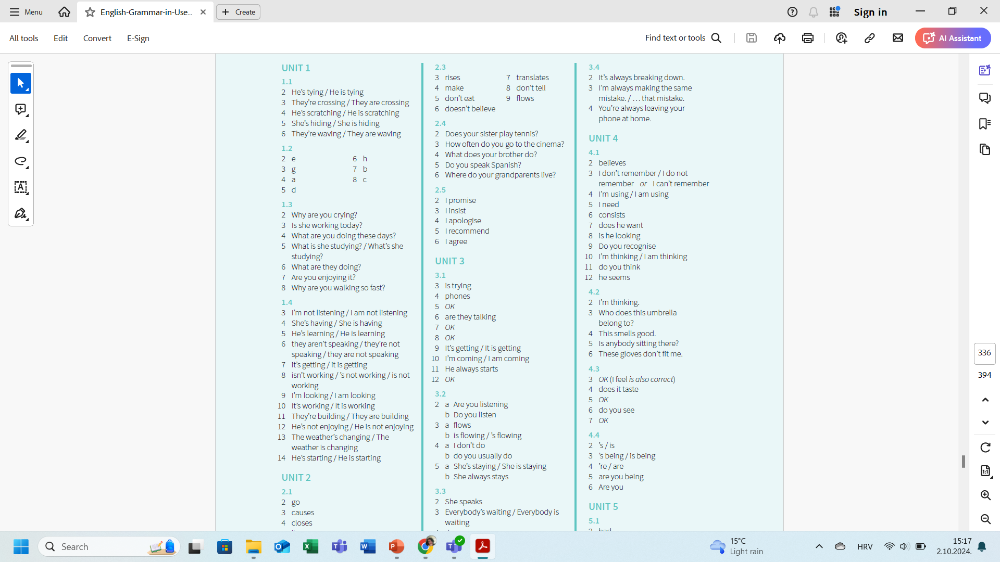 Menu
English-Grammar-in-Use...
Create
Sign in
All tools
Edit
Convert
E-Sign
Find text or tools
AI Assistant
UNIT 1
1.1
2 He's tying / He is tying
3 They're crossing / They are crossing
4 He's scratching / He is scratching
5 She's hiding / She is hiding
6 They're waving / They are waving
1.2
2 e 6 h
3 g 7 b
4 a 8 c
5 d
1.3
2 Why are you crying?
3 Is she working today?
4 What are you doing these days?
5 What is she studying? / What's she
studying?
6 What are they doing?
7 Are you enjoying it?
8 Why are you walking so fast?
1.4
3 I'm not listening / I am not listening
4 She's having / She is having
5 He's learning / He is learning
6 they aren't speaking / they're not
speaking / they are not speaking
7 it's getting / it is getting
8 isn't working / 's not working / is not
working
9 I'm looking / I am looking
10 It's working / It is working
11 They're building / They are building
12 He's not enjoying / He is not enjoying
13 The weather's changing / The
weather is changing
14 He's starting / He is starting
UNIT 2
2.1
2 go
3 causes
4 closes
2.3
3 rises 7 translates
4 make 8 don't tell
5 don't eat 9 flows
6 doesn't believe
2.4
2 Does your sister play tennis?
3 How often do you go to the cinema?
4 What does your brother do?
5 Do you speak Spanish?
6 Where do your grandparents live?
2.5
2 I promise
3 I insist
4 I apologise
5 I recommend
6 I agree
UNIT 3
3.1
3 is trying
4 phones
5 OK
6 are they talking
7 OK
8 OK
9 It's getting / It is getting
10 I'm coming / I am coming
11 He always starts
12 OK
3.2
2 a Are you listening
b Do you listen
3 a flows
b is flowing / 's flowing
4 a I don't do
b do you usually do
5 a She's staying / She is staying
b She always stays
3.3
2 She speaks
3 Everybody's waiting / Everybody is
waiting
3.4
2 It's always breaking down.
3 I'm always making the same
mistake. / ... that mistake.
4 You're always leaving your
phone at home.
UNIT 4
4.1
2 believes
3 I don't remember / I do not
remember or I can't remember
4 I'm using / I am using
5 I need
6 consists
7 does he want
8 is he looking
9 Do you recognise
10 I'm thinking / I am thinking
11 do you think
12 he seems
4.2
2 I'm thinking.
3 Who does this umbrella
belong to?
4 This smells good.
5 Is anybody sitting there?
6 These gloves don't fit me.
4.3
3 OK (I feel is also correct)
4 does it taste
5 OK
6 do you see
7 OK
4.4
2 's / is
3 's being / is being
4 're / are
5 are you being
6 Are you
UNIT 5
5.1
2 had
336
394
Search
15°C
Light rain
HRV
15:17
2.10.2024.